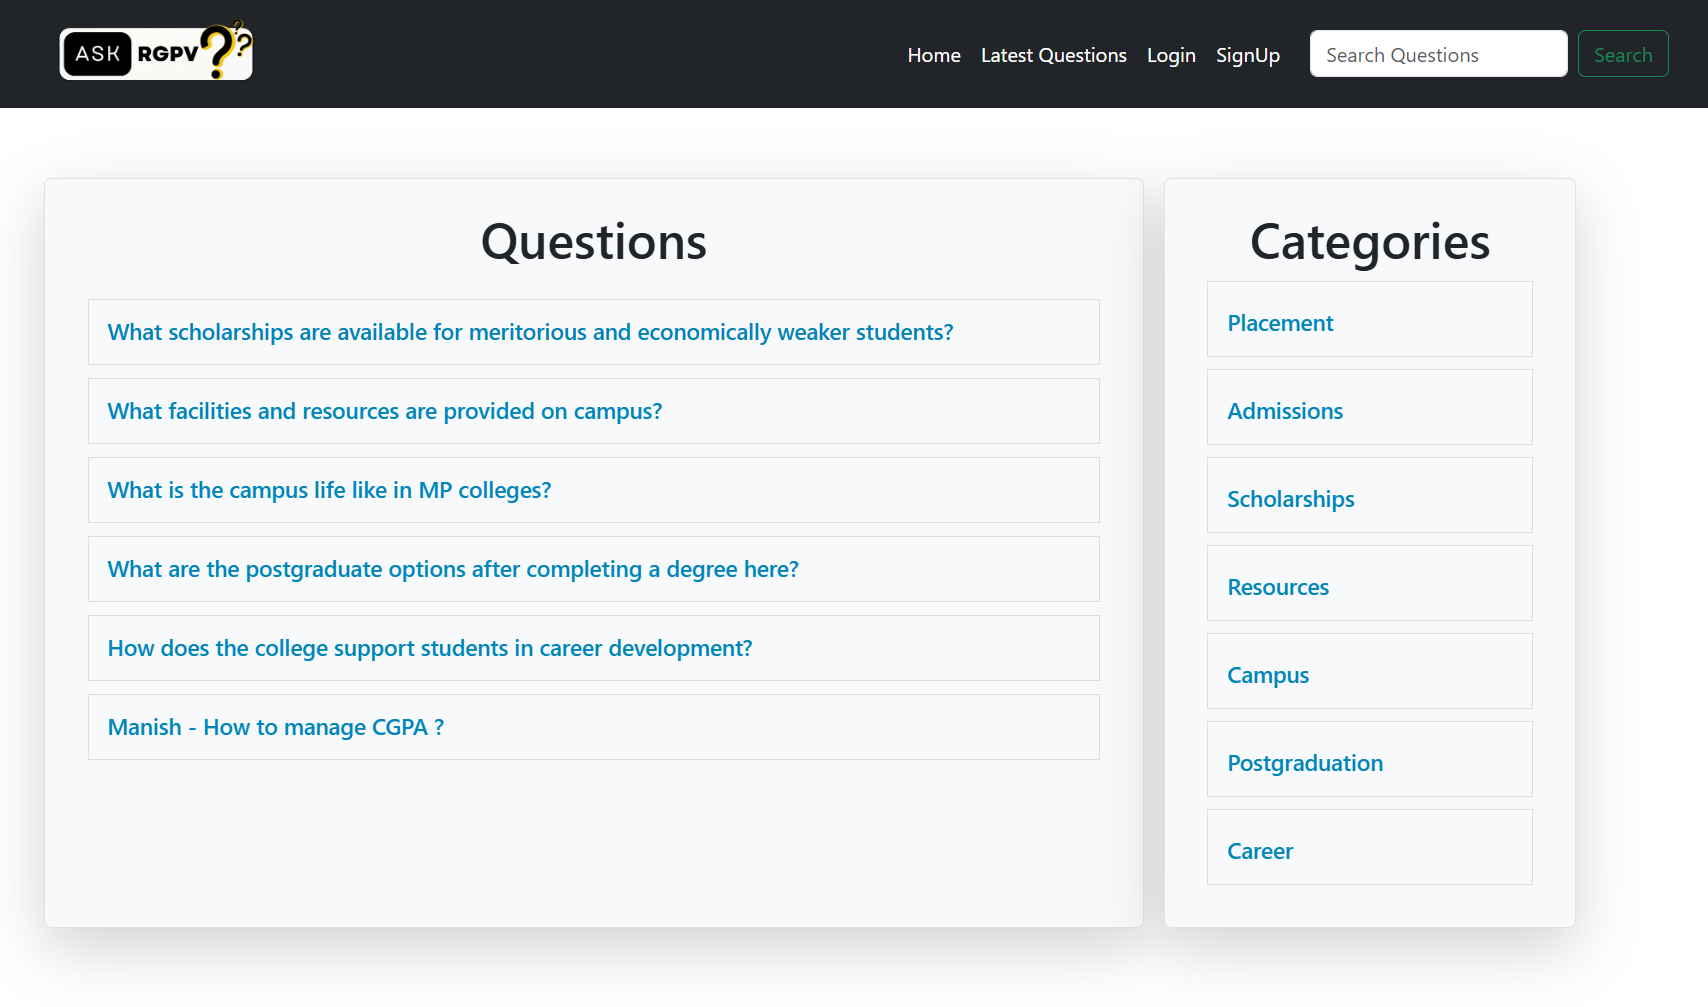 ASK RGPV???
Home Latest Questions Login SignUp Search Questions Search
Questions
What scholarships are available for meritorious and economically weaker students?
What facilities and resources are provided on campus?
What is the campus life like in MP colleges?
What are the postgraduate options after completing a degree here?
How does the college support students in career development?
Manish - How to manage CGPA ?
Categories
Placement
Admissions
Scholarships
Resources
Campus
Postgraduation
Career